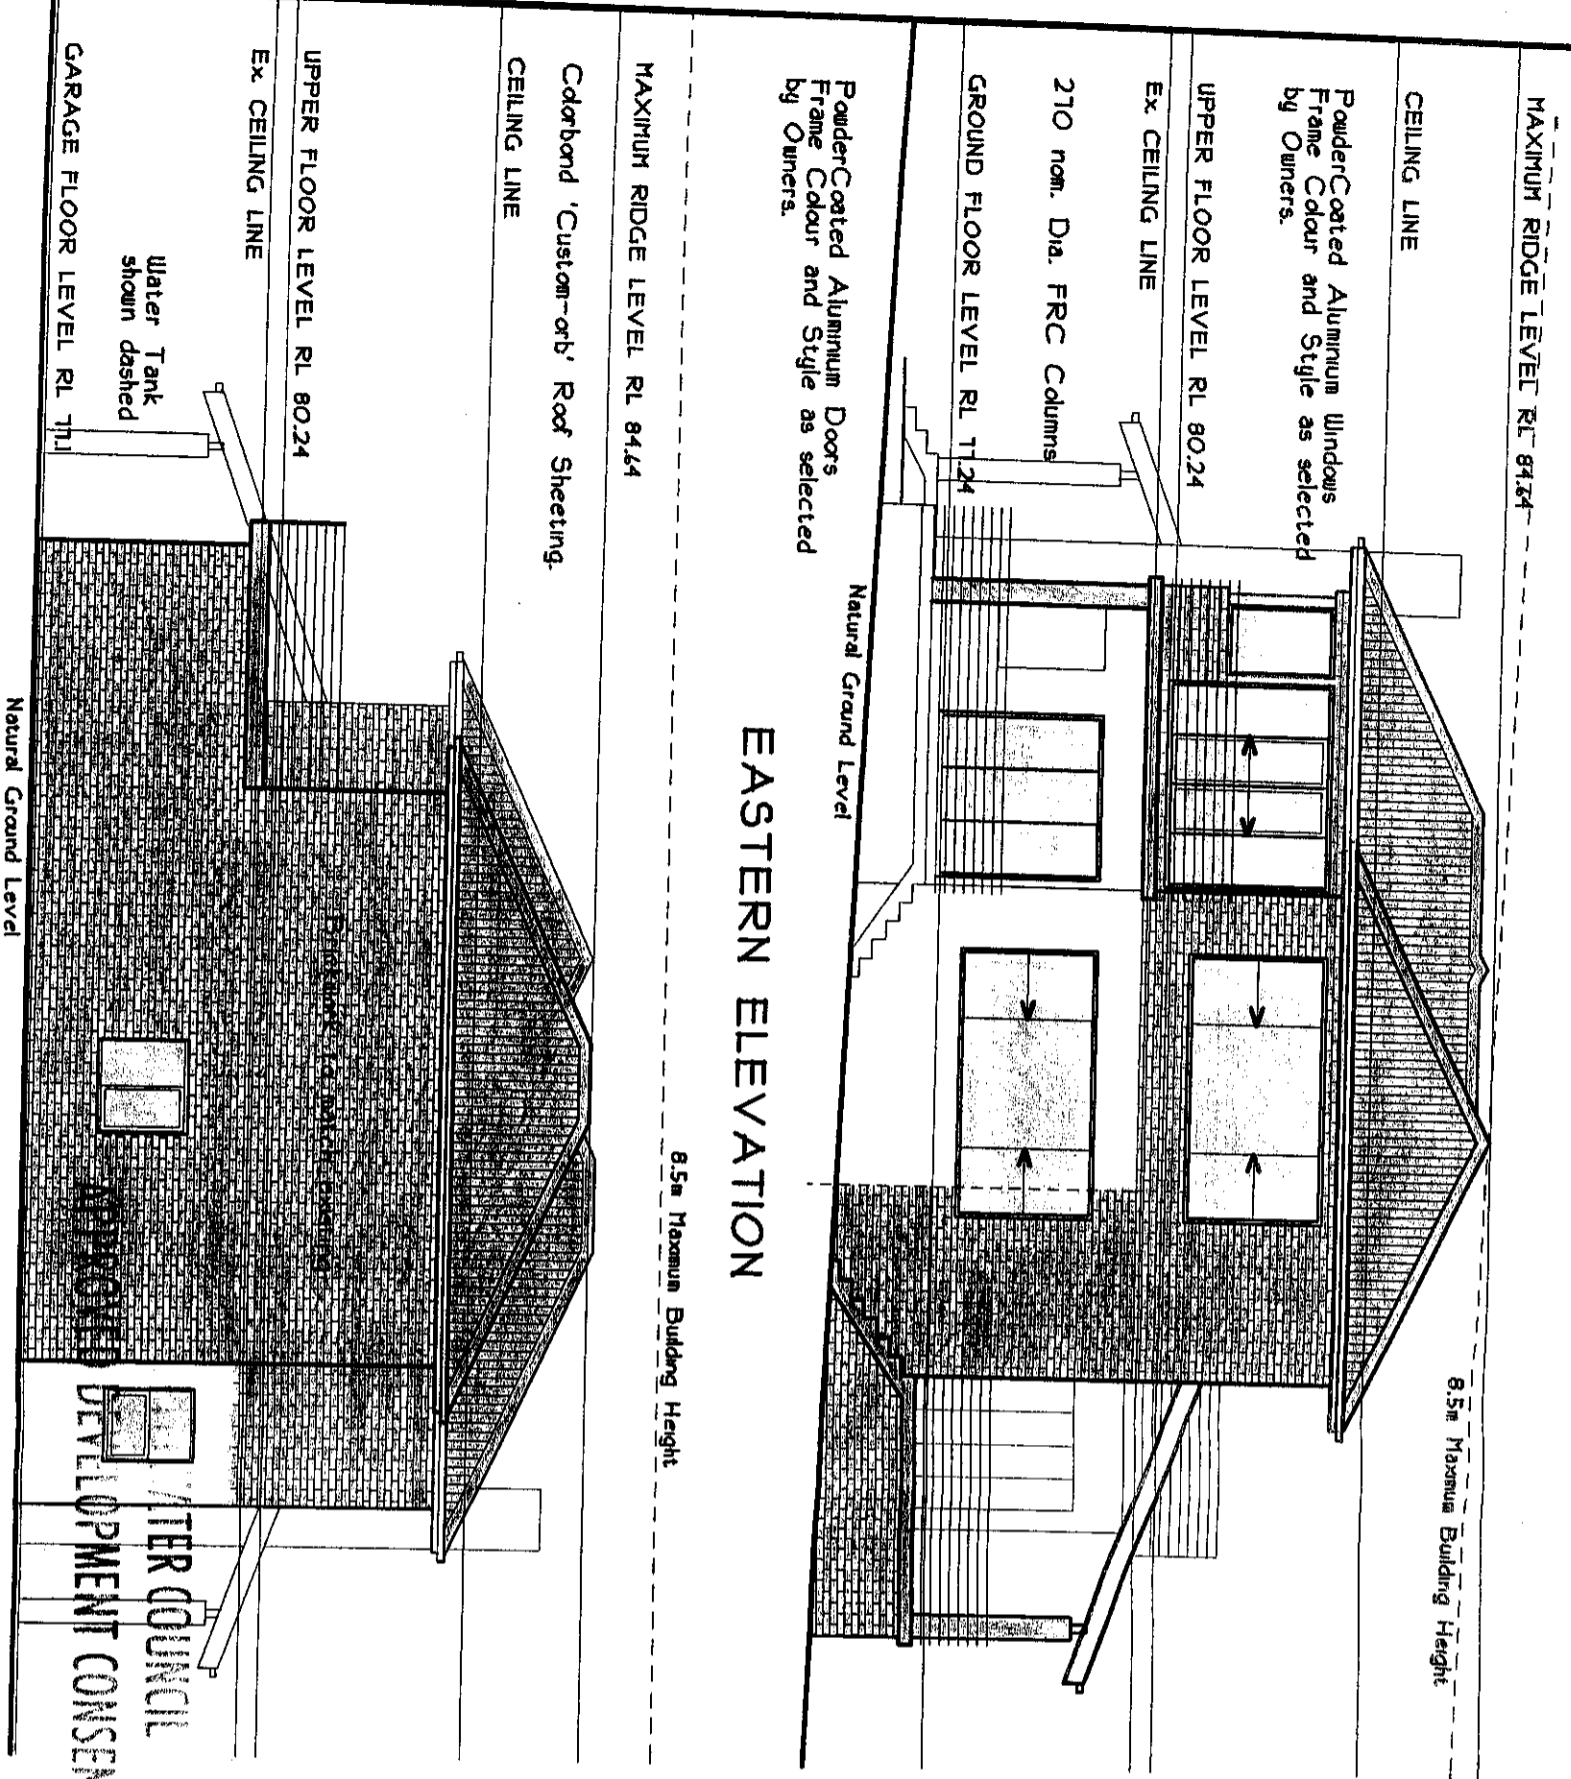 MAXIMUM RIDGE LEVEL RL 84.64
CEILING LINE
PowderCoated Aluminium Windows
Frame Colour and Style as selected
by Owners.
UPPER FLOOR LEVEL RL 80.24
Ex CEILING LINE
270 nom. Dia. FRC Columns
GROUND FLOOR LEVEL RL 77.24
PowderCoated Aluminium Doors
Frame Colour and Style as selected
by Owners.
Natural Ground Level
8.5m Maximum Building Height
EASTERN ELEVATION
8.5m Maximum Building Height
MAXIMUM RIDGE LEVEL RL 84.64
Colorbond 'Custom-orb' Roof Sheeting.
CEILING LINE
UPPER FLOOR LEVEL RL 80.24
Ex CEILING LINE
Brickwork to match existing
Water Tank
shown dashed
GARAGE FLOOR LEVEL RL 77.1
Natural Ground Level
COUNCIL
APPROVED DEVELOPMENT